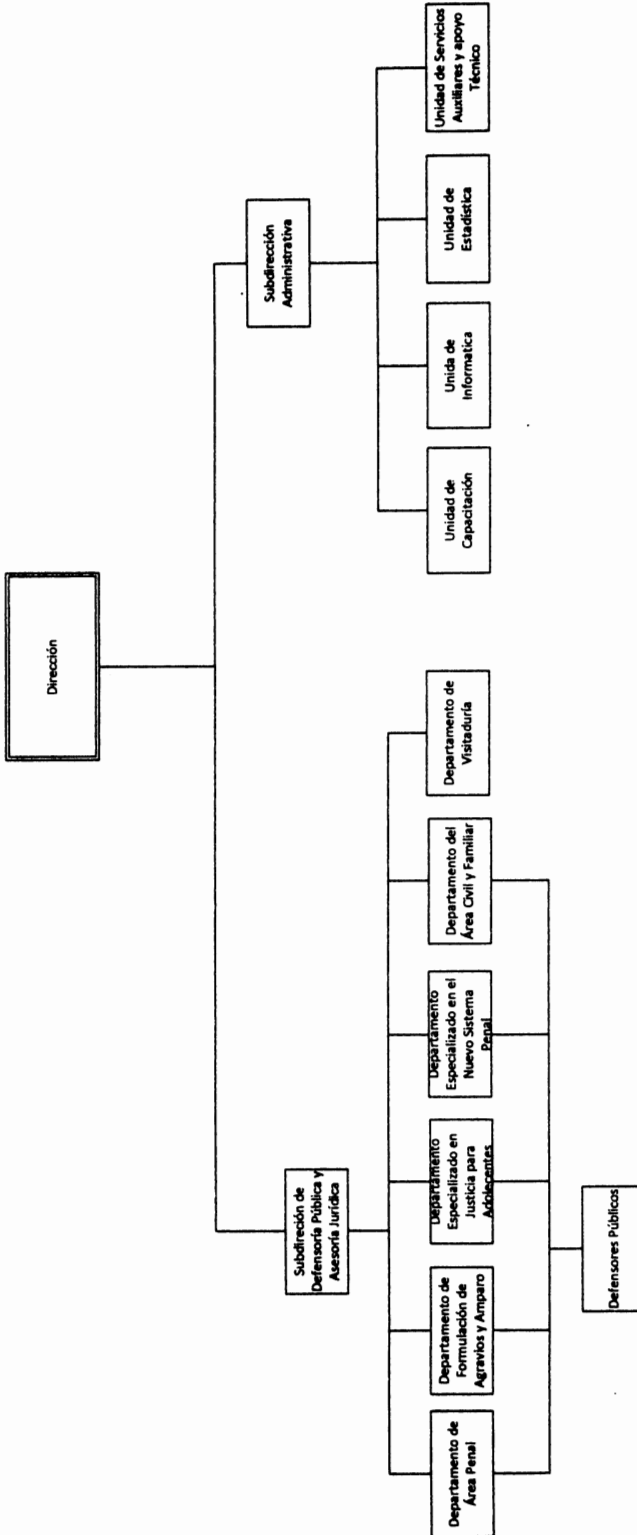 Dirección
Subdireción de
Defensoría Pública y
Asesoría Jurídica
Subdirección
Administrativa
Departamento de
Área Penal
Departamento de
Formulación de
Agravios y Amparo
Departamento
Especializado en
Justicia para
Adolecentes
Departamento
Especializado en el
Nuevo Sistema
Penal
Departamento del
Área Civil y Familiar
Departamento de
Visitaduría
Unidad de
Capacitación
Unida de
Informatica
Unidad de
Estadística
Unidad de Servicios
Auxiliares y apoyo
Técnico
Defensores Públicos